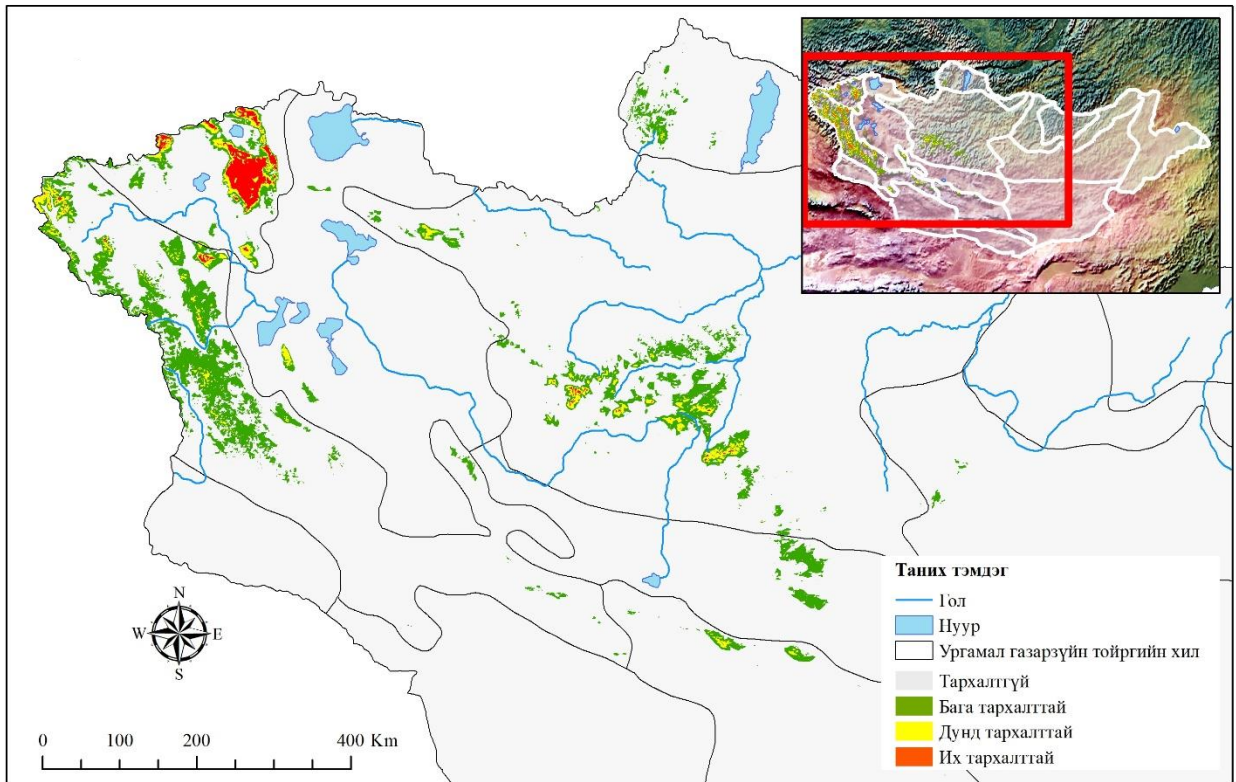 N
W E
S
0 100 200 400 Km
Таних тэмдэг
Гол
Нуур
Ургамал газарзүйн тойргийн хил
Тархалтгүй
Бага тархалттай
Дунд тархалттай
Их тархалттай